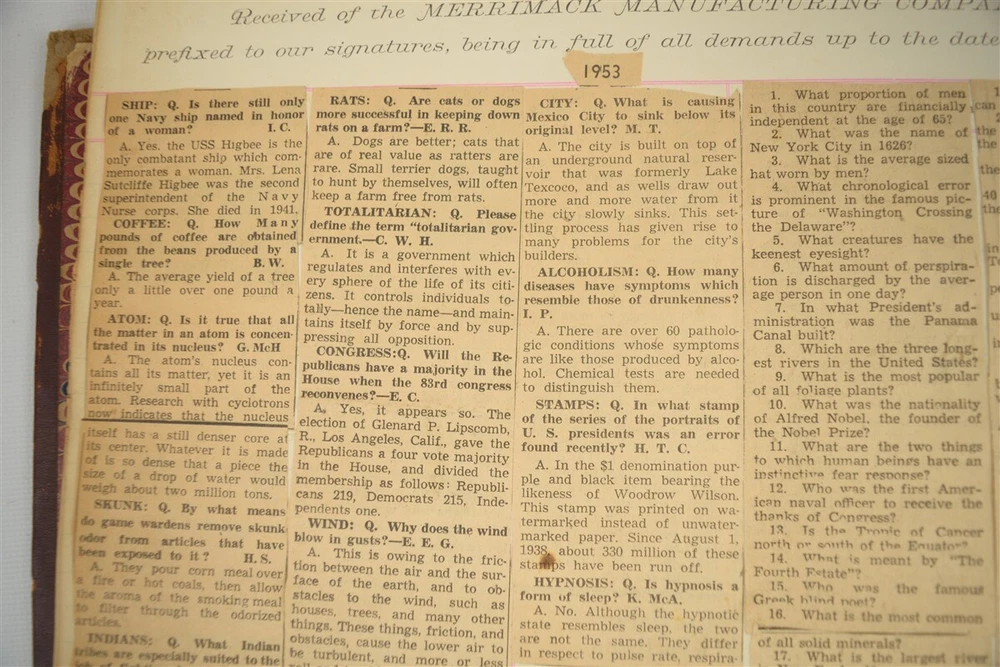 Received of the MERRIMACK MANUFACTURING COMPA
prefixed to our signatures, being in full of all demands up to the date
1953
SHIP: Q. Is there still only
one Navy ship named in honor
of a woman? I. C.
A. Yes. the USS Higbee is the
only combatant ship which com-
memorates a woman. Mrs. Lena
Sutcliffe Higbee was the second
superintendent of the Navy
Nurse corps. She died in 1941.
COFFEE: Q. How Many
pounds of coffee are obtained
from the beans produced by a
single tree? B. W.
A. The average yield of a tree
only a little over one pound a
year.
ATOM: Q. Is it true that all
the matter in an atom is concen-
trated in its nucleus? G. McH
A. The atom's nucleus con-
tains all its matter, yet it is an
infinitely small part of the
atom. Research with cyclotrons
now indicates that the nucleus
itself has a still denser core at
its center. Whatever it is made
of is so dense that a piece the
size of a drop of water would
weigh about two million tons.
SKUNK: Q. By what means
do game wardens remove skunk
odor from articles that have
been exposed to it? H. S.
A. They pour corn meal over
a fire or hot coals, then allow
the aroma of the smoking meal
to filter through the odorized
articles.
INDIANS: Q. What Indian
tribes are especially suited to the
RATS: Q. Are cats or dogs
more successful in keeping down
rats on a farm?—E. R. R.
A. Dogs are better; cats that
are of real value as ratters are
rare. Small terrier dogs, taught
to hunt by themselves, will often
keep a farm free from rats.
TOTALITARIAN: Q. Please
define the term "totalitarian gov-
ernment.—C. W. H.
A. It is a government which
regulates and interferes with ev-
ery sphere of the life of its citi-
zens. It controls individuals to-
tally—hence the name—and main-
tains itself by force and by sup-
pressing all opposition.
CONGRESS:Q. Will the Re-
publicans have a majority in the
House when the 83rd congress
reconvenes?—E. C.
A. Yes, it appears so. The
election of Glenard P. Lipscomb,
R., Los Angeles, Calif., gave the
Republicans a four vote majority
in the House, and divided the
membership as follows: Republi-
cans 219, Democrats 215, Inde-
pendents one.
WIND: Q. Why does the wind
blow in gusts?—E. E. G.
A. This is owing to the fric-
tion between the air and the sur-
face of the earth, and to ob-
stacles to the wind, such as
houses, trees, and many other
things. These things, friction, and
obstacles, cause the lower air to
be turbulent, and more or less
CITY: Q. What is causing
Mexico City to sink below its
original level? M. T.
A. The city is built on top of
an underground natural reser-
voir that was formerly Lake
Texcoco, and as wells draw out
more and more water from it
the city slowly sinks. This set-
tling process has given rise to
many problems for the city's
builders.
ALCOHOLISM: Q. How many
diseases have symptoms which
resemble those of drunkenness?
I. P.
A. There are over 60 patholo-
gic conditions whose symptoms
are like those produced by alco-
hol. Chemical tests are needed
to distinguish them.
STAMPS: Q. In what stamp
of the series of the portraits of
U. S. presidents was an error
found recently? H. T. C.
A. In the $1 denomination pur-
ple and black item bearing the
likeness of Woodrow Wilson.
This stamp was printed on wa-
termarked instead of unwater-
marked paper. Since August 1,
1938, about 330 million of these
stamps have been run off.
HYPNOSIS: Q. Is hypnosis a
form of sleep? K. McA.
A. No. Although the hypnotic
state resembles sleep, the two
are not the same. They differ
in respect to pulse rate, respira-
1. What proportion of men
in this country are financially
independent at the age of 65?
2. What was the name of
New York City in 1626?
3. What is the average sized
hat worn by men?
4. What chronological error
is prominent in the famous pic-
ture of "Washington Crossing
the Delaware"?
5. What creatures have the
keenest eyesight?
6. What amount of perspira-
tion is discharged by the aver-
age person in one day?
7. In what President's ad-
ministration was the Panama
Canal built?
8. Which are the three long-
est rivers in the United States?
9. What is the most popular
of all foliage plants?
10. What was the nationality
of Alfred Nobel, the founder of
the Nobel Prize?
11. What are the two things
to which human beings have an
instinctive fear response?
12. Who was the first Amer-
ican naval officer to receive the
thanks of Congress?
13. Is the Tropic of Cancer
north or south of the Equator?
14. What is meant by "The
Fourth Estate"?
15. Who was the famous
Greek blind poet?
16. What is the most common
of all solid minerals?
17. What is the largest river
can
the
40
the